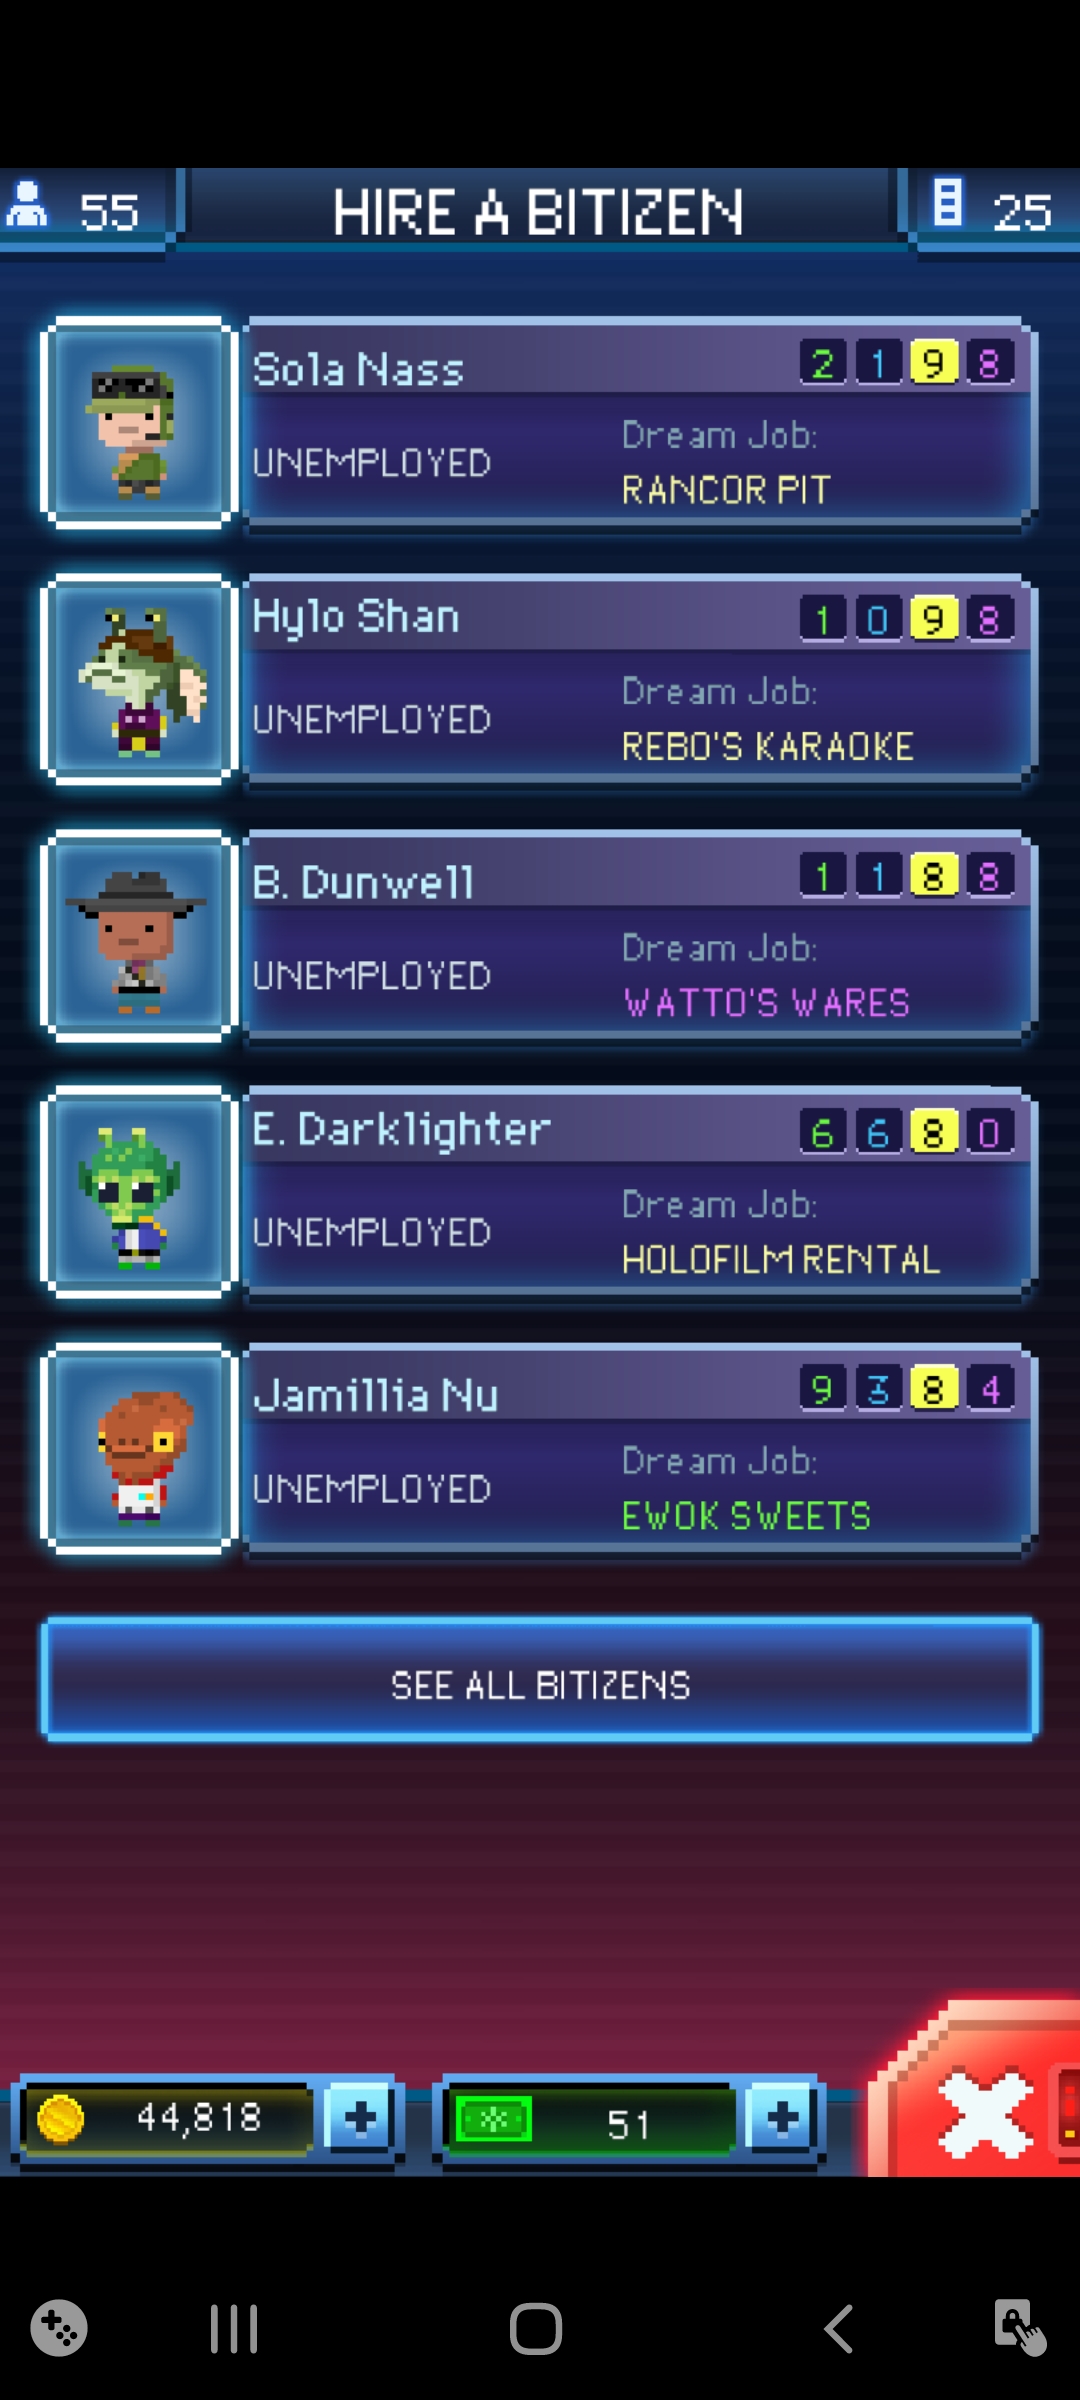 55 HIRE A BITIZEN 25
Sola Nass 2 1 9 8
Dream Job:
UNEMPLOYED
RANCOR PIT
Hylo Shan 1 0 9 8
Dream Job:
UNEMPLOYED
REBO'S KARAOKE
B. Dunwell 1 1 8 8
Dream Job:
UNEMPLOYED
WATTO'S WARES
E. Darklighter 6 6 8 0
Dream Job:
UNEMPLOYED
HOLOFILM RENTAL
Jamillia Nu 9 3 8 4
Dream Job:
UNEMPLOYED
EWOK SWEETS
SEE ALL BITIZENS
44,818 51